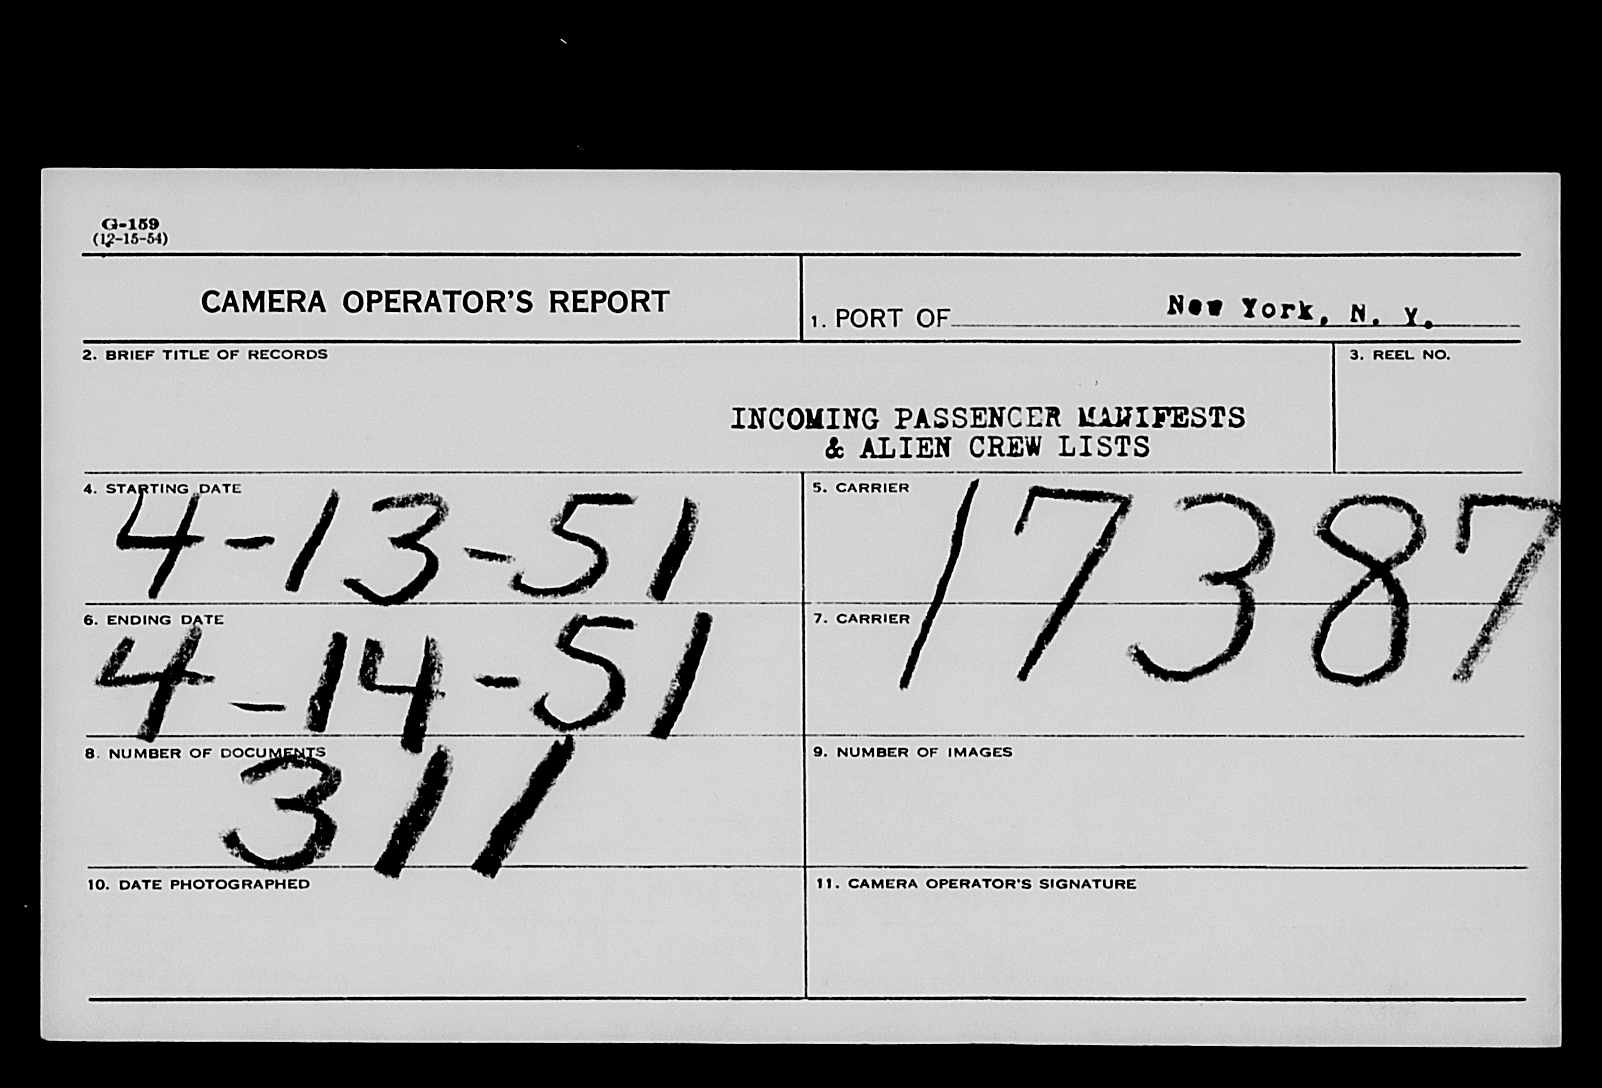 G-159
(12-15-54)
CAMERA OPERATOR'S REPORT
1. PORT OF New York, N. Y.
2. BRIEF TITLE OF RECORDS
3. REEL NO.
INCOMING PASSENGER MANIFESTS
& ALIEN CREW LISTS
4. STARTING DATE
4-13-51
5. CARRIER
17387
6. ENDING DATE
4-14-51
7. CARRIER
8. NUMBER OF DOCUMENTS
311
9. NUMBER OF IMAGES
10. DATE PHOTOGRAPHED
11. CAMERA OPERATOR'S SIGNATURE